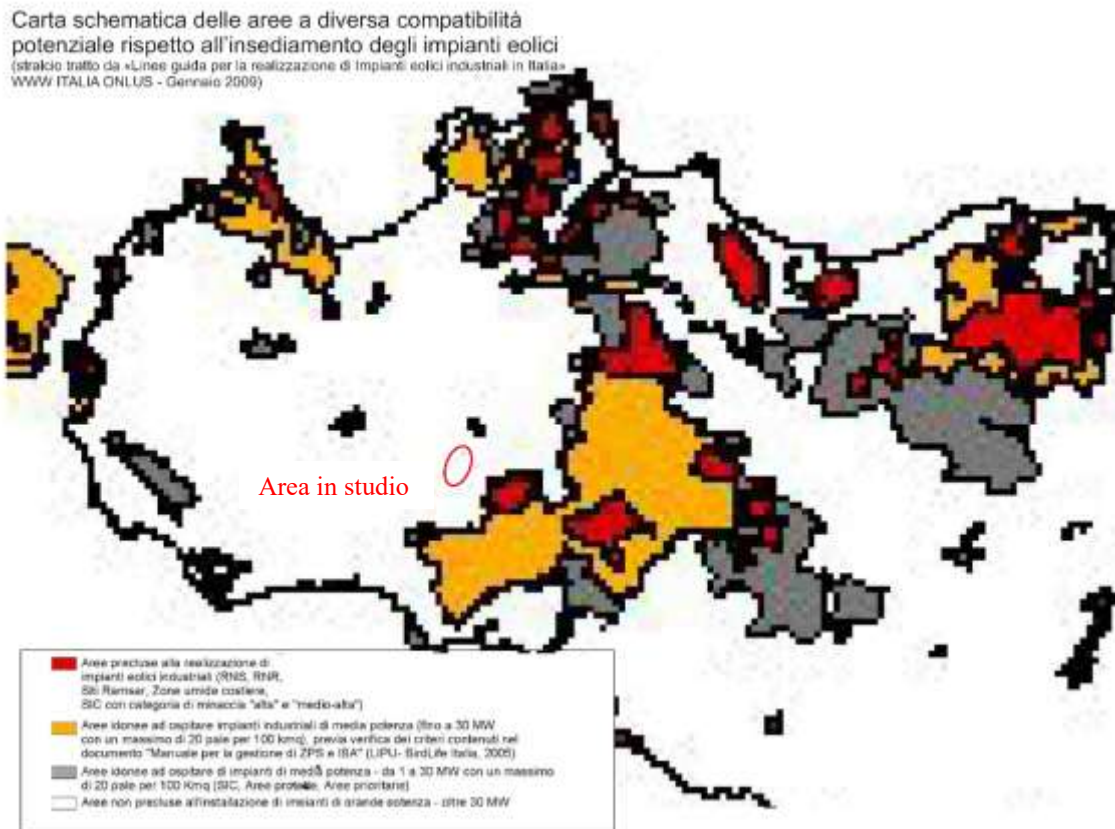 Carta schematica delle aree a diversa compatibilità
potenziale rispetto all'insediamento degli impianti eolici
(stralcio tratto da «Linee guida per la realizzazione di Impianti eolici industriali in Italia»
WWW ITALIA ONLUS - Gennaio 2009)
Area in studio
Aree precluse alla realizzazione di
impianti eolici industriali (RNS, RNR,
Siti Ramsar, Zone umide costiere,
SIC con categoria di minaccia "alta" e "medio-alta")
Aree idonee ad ospitare impianti industriali di media potenza (fino a 30 MW
con un massimo di 20 pale per 100 kmq), previa verifica dei criteri contenuti nel
documento "Manuale per la gestione di ZPS e IBA" (LIPU- BirdLife Italia, 2005)
Aree idonee ad ospitare di impianti di media potenza - da 1 a 30 MW con un massimo
di 20 pale per 100 Kmq (SIC, Aree protette, Aree prioritarie)
Aree non precluse all'installazione di impianti di grande potenza - oltre 30 MW